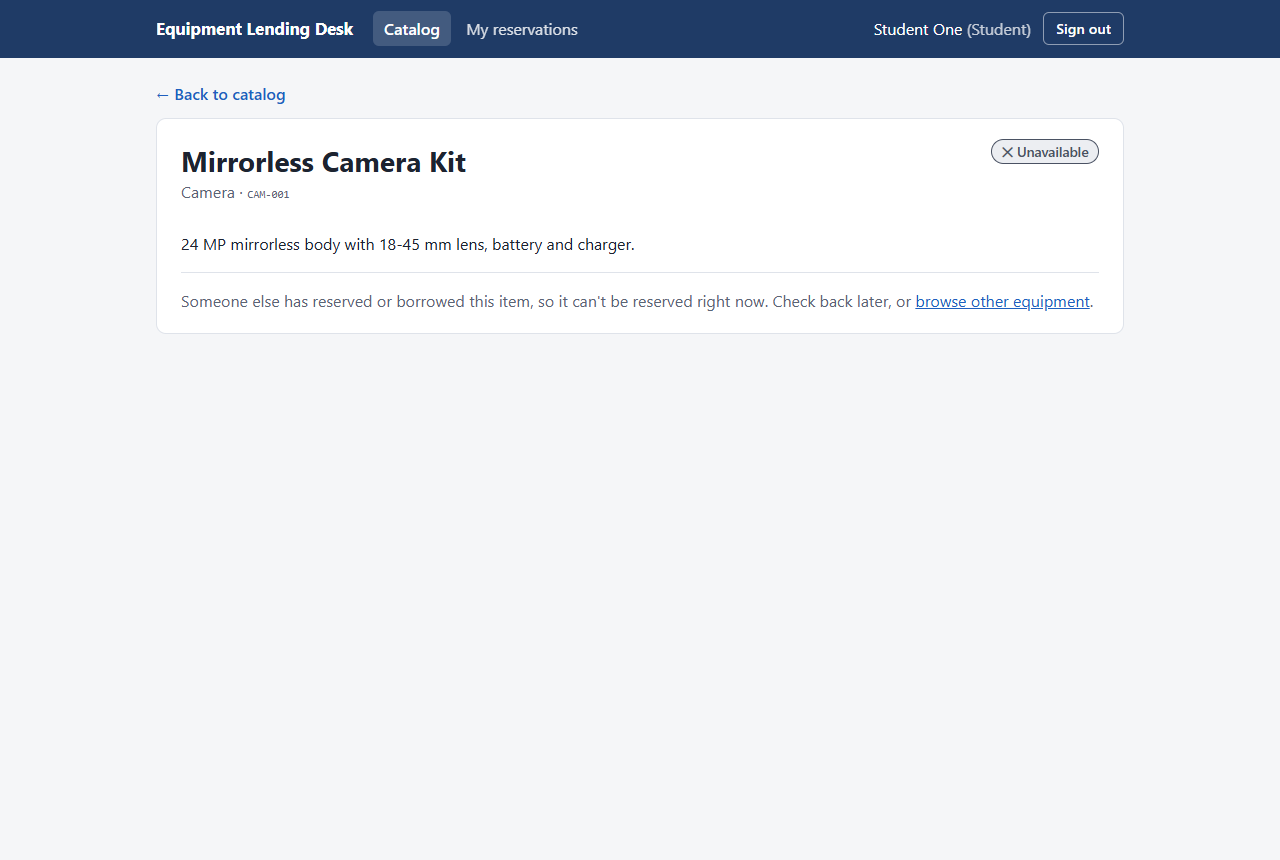 Equipment Lending Desk Catalog My reservations Student One (Student) Sign out
← Back to catalog
Mirrorless Camera Kit
Unavailable
Camera · CAM-001
24 MP mirrorless body with 18-45 mm lens, battery and charger.
Someone else has reserved or borrowed this item, so it can't be reserved right now. Check back later, or browse other equipment.